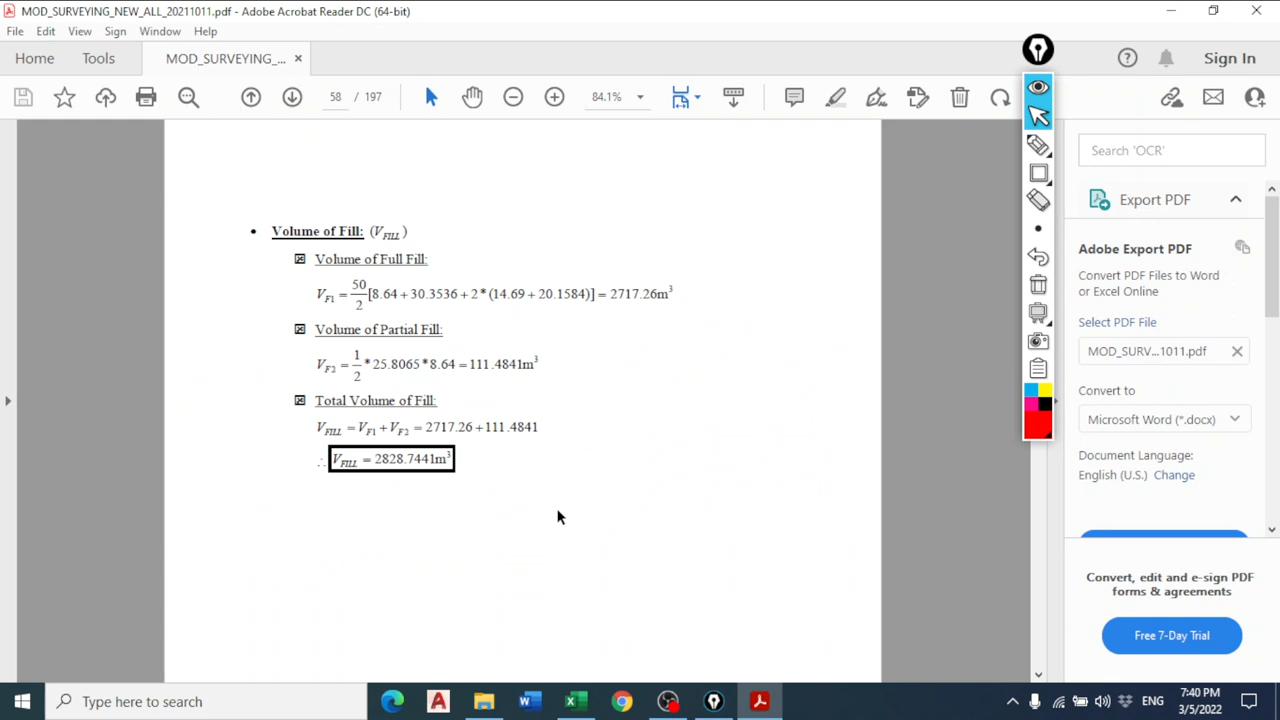 MOD_SURVEYING_NEW_ALL_20211011.pdf - Adobe Acrobat Reader DC (64-bit)
File Edit View Sign Window Help
Home Tools MOD_SURVEYING_... Sign In
58 / 197 84.1%
Search 'OCR'
Export PDF
Adobe Export PDF
Convert PDF Files to Word
or Excel Online
Select PDF File
MOD_SURV...1011.pdf
Convert to
Microsoft Word (*.docx)
Document Language:
English (U.S.) Change
Convert, edit and e-sign PDF
forms & agreements
Free 7-Day Trial
• Volume of Fill: (V_FILL)
Volume of Full Fill:
V_F1 = 50/2 [8.64 + 30.3536 + 2*(14.69 + 20.1584)] = 2717.26m³
Volume of Partial Fill:
V_F2 = 1/2 * 25.8065 * 8.64 = 111.4841m³
Total Volume of Fill:
V_FILL = V_F1 + V_F2 = 2717.26 + 111.4841
∴ V_FILL = 2828.7441m³
Type here to search
ENG
7:40 PM
3/5/2022